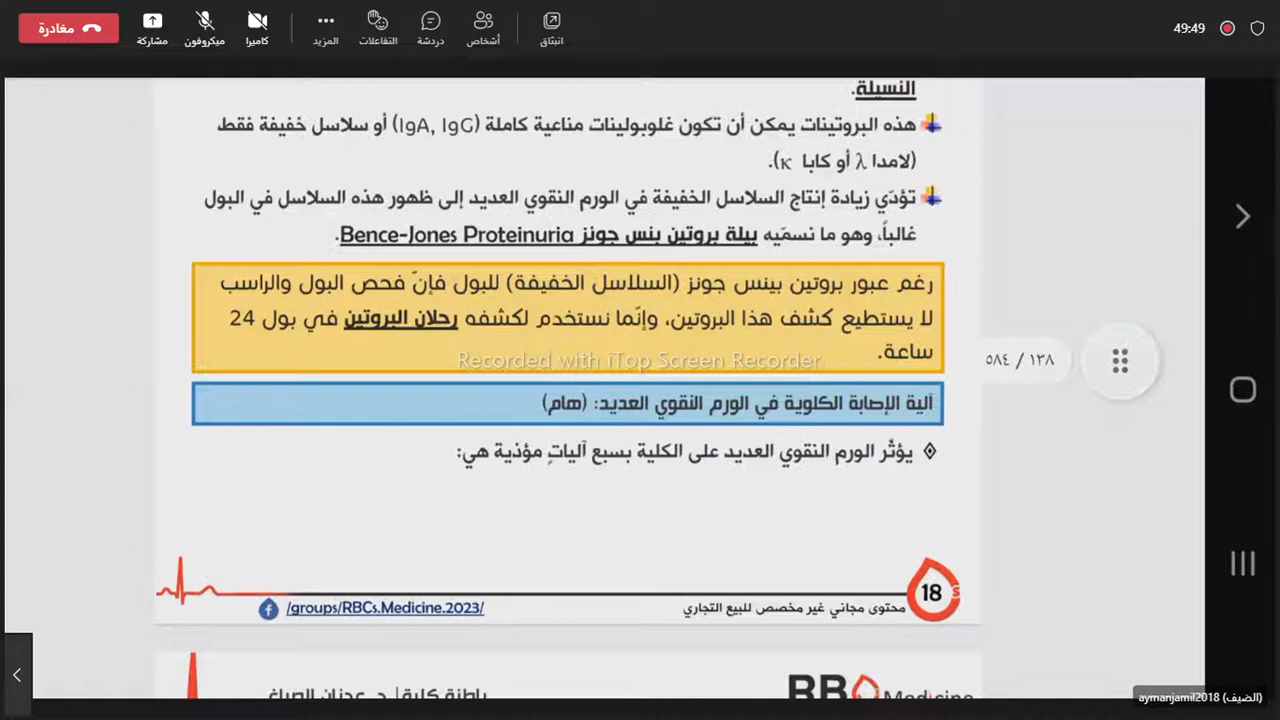 مغادرة
مشاركة
ميكروفون
كاميرا
المزيد
التفاعلات
دردشة
أشخاص
انبثاق
49:49
النسيلة.
هذه البروتينات يمكن أن تكون غلوبولينات مناعية كاملة (IgA, IgG) أو سلاسل خفيفة فقط
(لامدا λ أو كابا κ).
تؤدّي زيادة إنتاج السلاسل الخفيفة في الورم النقوي العديد إلى ظهور هذه السلاسل في البول
غالباً، وهو ما نسمّيه بيلة بروتين بنس جونز Bence-Jones Proteinuria.
رغم عبور بروتين بينس جونز (السلاسل الخفيفة) للبول فإنّ فحص البول والراسب
لا يستطيع كشف هذا البروتين، وإنّما نستخدم لكشفه رحلان البروتين في بول 24
ساعة.
Recorded with iTop Screen Recorder
١٣٨ / ٥٨٤
آلية الإصابة الكلوية في الورم النقوي العديد: (هام)
يؤثّر الورم النقوي العديد على الكلية بسبع آلياتٍ مؤذية هي:
18
محتوى مجاني غير مخصص للبيع التجاري
/groups/RBCs.Medicine.2023/
RB Medicine
باطنة كلية | د. عدنان الصباغ
aymanjamil2018 (الضيف)